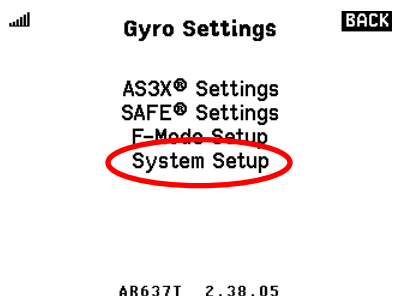 Gyro Settings BACK
AS3X® Settings
SAFE® Settings
F-Mode Setup
System Setup
AR637T 2.38.05